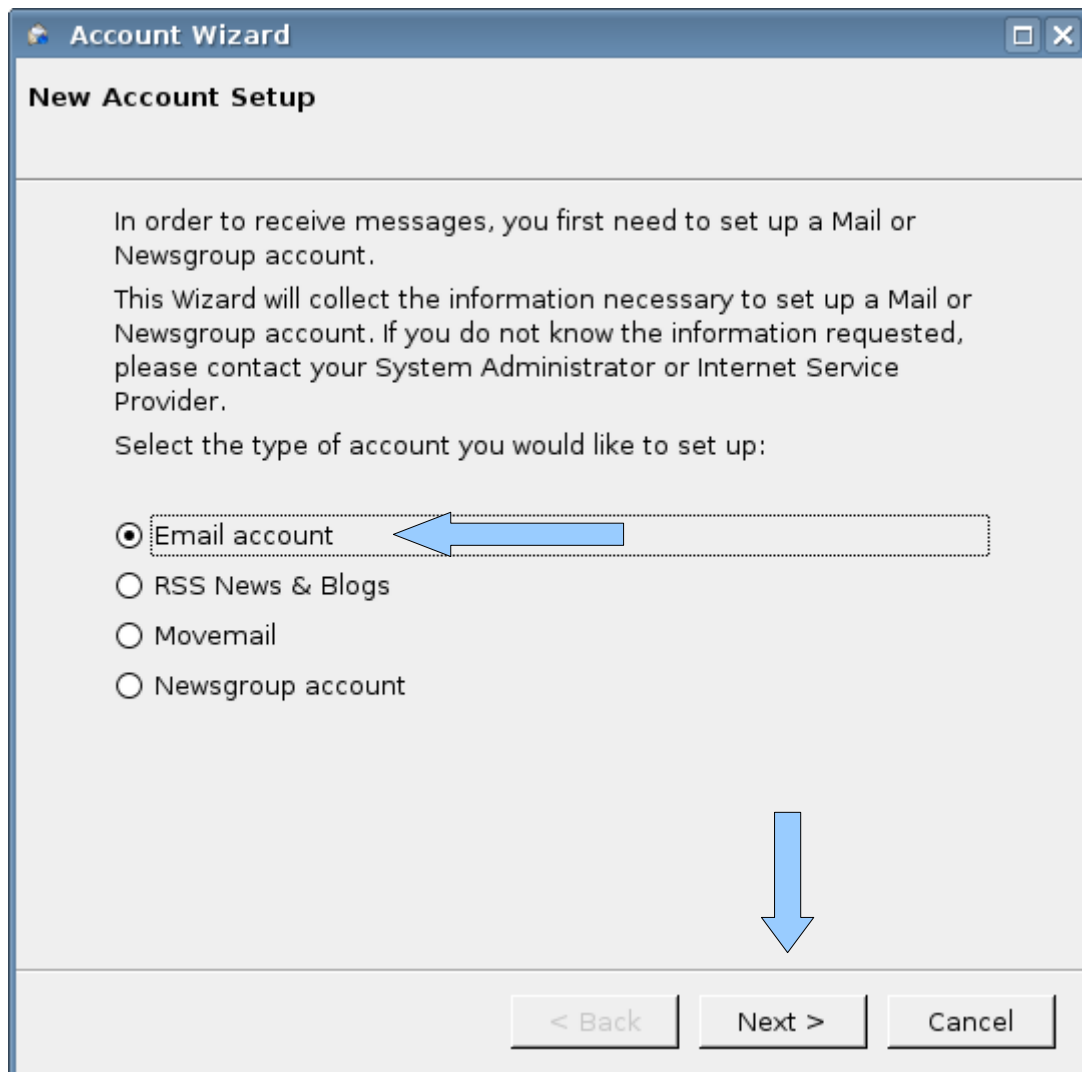 Account Wizard
New Account Setup
In order to receive messages, you first need to set up a Mail or
Newsgroup account.
This Wizard will collect the information necessary to set up a Mail or
Newsgroup account. If you do not know the information requested,
please contact your System Administrator or Internet Service
Provider.
Select the type of account you would like to set up:
Email account
RSS News & Blogs
Movemail
Newsgroup account
< Back Next > Cancel